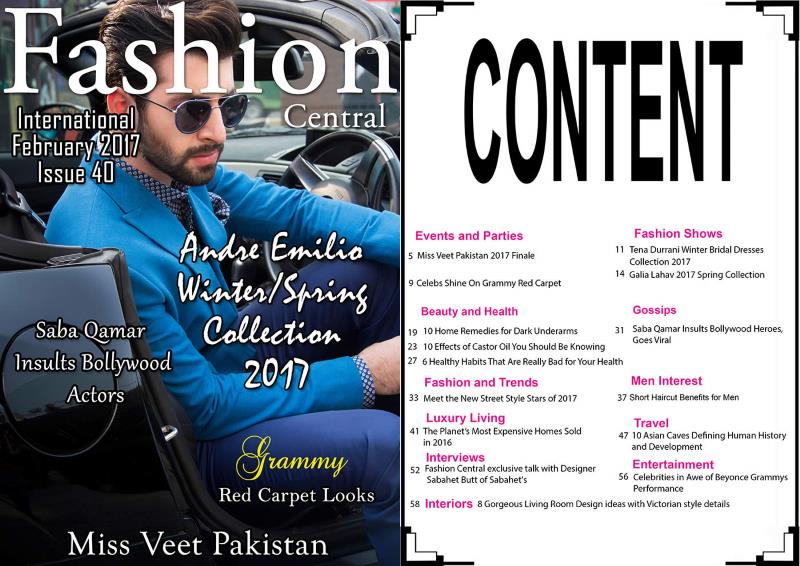 Fashion
Central
International
February 2017
Issue 40
Andre Emilio
Winter/Spring
Collection
2017
Saba Qamar
Insults Bollywood
Actors
Grammy
Red Carpet Looks
Miss Veet Pakistan
CONTENT
Events and Parties
5 Miss Veet Pakistan 2017 Finale
9 Celebs Shine On Grammy Red Carpet
Beauty and Health
19 10 Home Remedies for Dark Underarms
23 10 Effects of Castor Oil You Should Be Knowing
27 6 Healthy Habits That Are Really Bad for Your Health
Fashion and Trends
33 Meet the New Street Style Stars of 2017
Luxury Living
41 The Planet's Most Expensive Homes Sold
in 2016
Interviews
52 Fashion Central exclusive talk with Designer
Sabahet Butt of Sabahet's
58 Interiors 8 Gorgeous Living Room Design ideas with Victorian style details
Fashion Shows
11 Tena Durrani Winter Bridal Dresses
Collection 2017
14 Galia Lahav 2017 Spring Collection
Gossips
31 Saba Qamar Insults Bollywood Heroes,
Goes Viral
Men Interest
37 Short Haircut Benefits for Men
Travel
47 10 Asian Caves Defining Human History
and Development
Entertainment
56 Celebrities in Awe of Beyonce Grammys
Performance